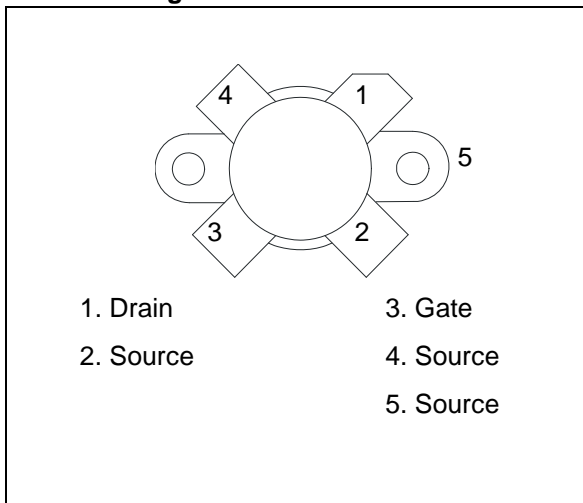 4 1
5
3 2
1. Drain 3. Gate
2. Source 4. Source
5. Source